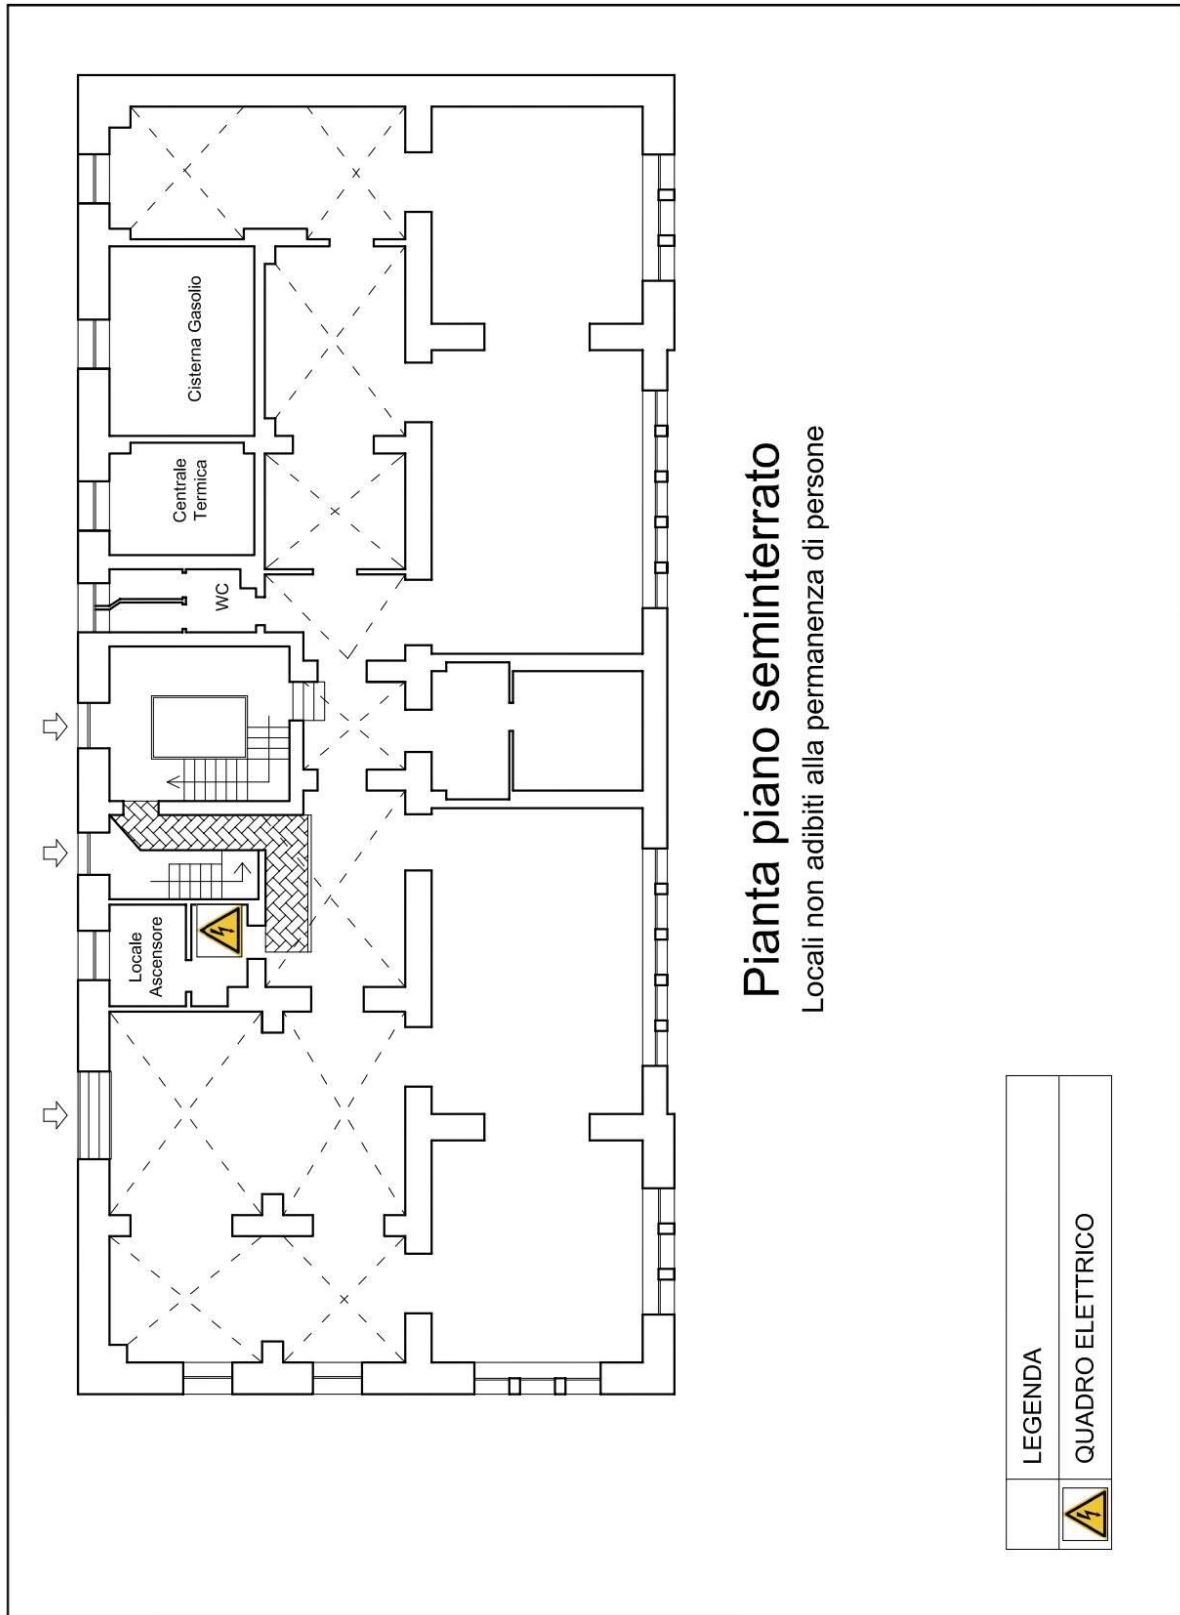 Locale
Ascensore
WC
Centrale
Termica
Cisterna Gasolio
Pianta piano seminterrato
Locali non adibiti alla permanenza di persone
LEGENDA
QUADRO ELETTRICO